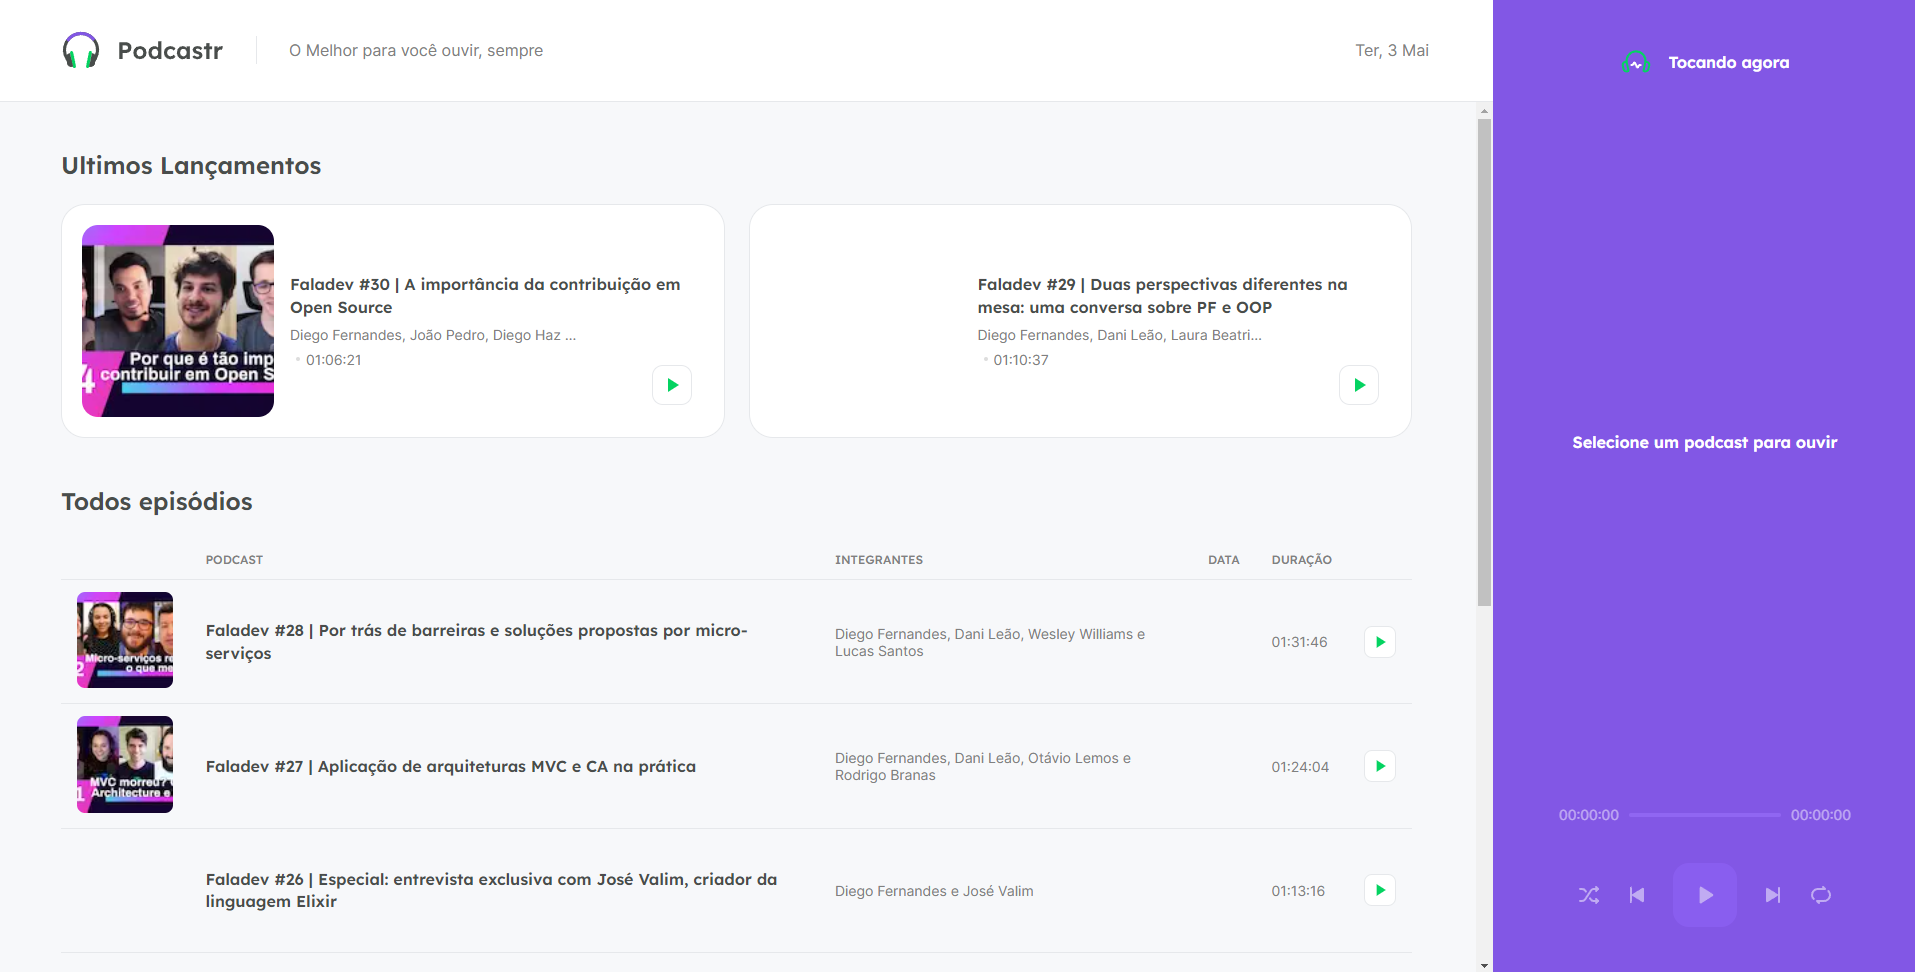 Podcastr
O Melhor para você ouvir, sempre
Ter, 3 Mai
Tocando agora
Ultimos Lançamentos
Por que é tão imp
contribuir em Open S
4
Faladev #30 | A importância da contribuição em
Open Source
Diego Fernandes, João Pedro, Diego Haz ...
01:06:21
Faladev #29 | Duas perspectivas diferentes na
mesa: uma conversa sobre PF e OOP
Diego Fernandes, Dani Leão, Laura Beatri...
01:10:37
Selecione um podcast para ouvir
Todos episódios
PODCAST INTEGRANTES DATA DURAÇÃO
Micro-serviços re
o que me
2
Faladev #28 | Por trás de barreiras e soluções propostas por micro-
serviços
Diego Fernandes, Dani Leão, Wesley Williams e
Lucas Santos
01:31:46
MVC morreu?
Architecture e
1
Faladev #27 | Aplicação de arquiteturas MVC e CA na prática
Diego Fernandes, Dani Leão, Otávio Lemos e
Rodrigo Branas
01:24:04
Faladev #26 | Especial: entrevista exclusiva com José Valim, criador da
linguagem Elixir
Diego Fernandes e José Valim
01:13:16
00:00:00
00:00:00